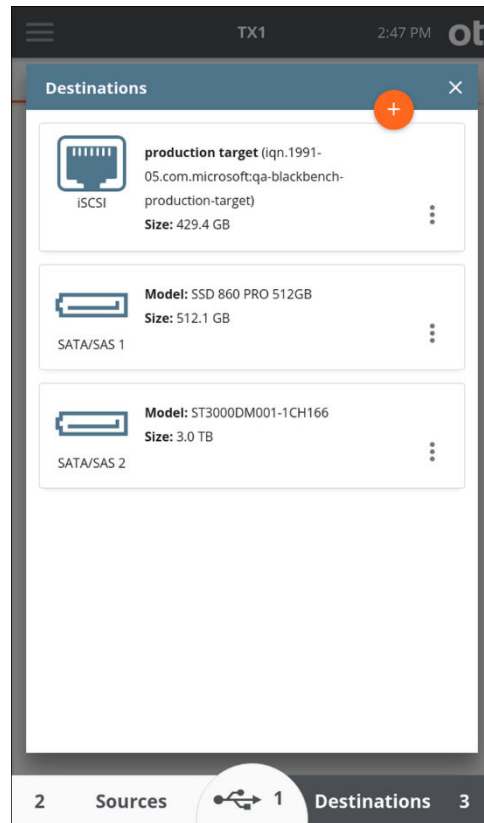 TX1
2:47 PM
ot
Destinations
production target (iqn.1991-
05.com.microsoft:qa-blackbench-
production-target)
Size: 429.4 GB
iSCSI
Model: SSD 860 PRO 512GB
Size: 512.1 GB
SATA/SAS 1
Model: ST3000DM001-1CH166
Size: 3.0 TB
SATA/SAS 2
2 Sources
1
Destinations 3